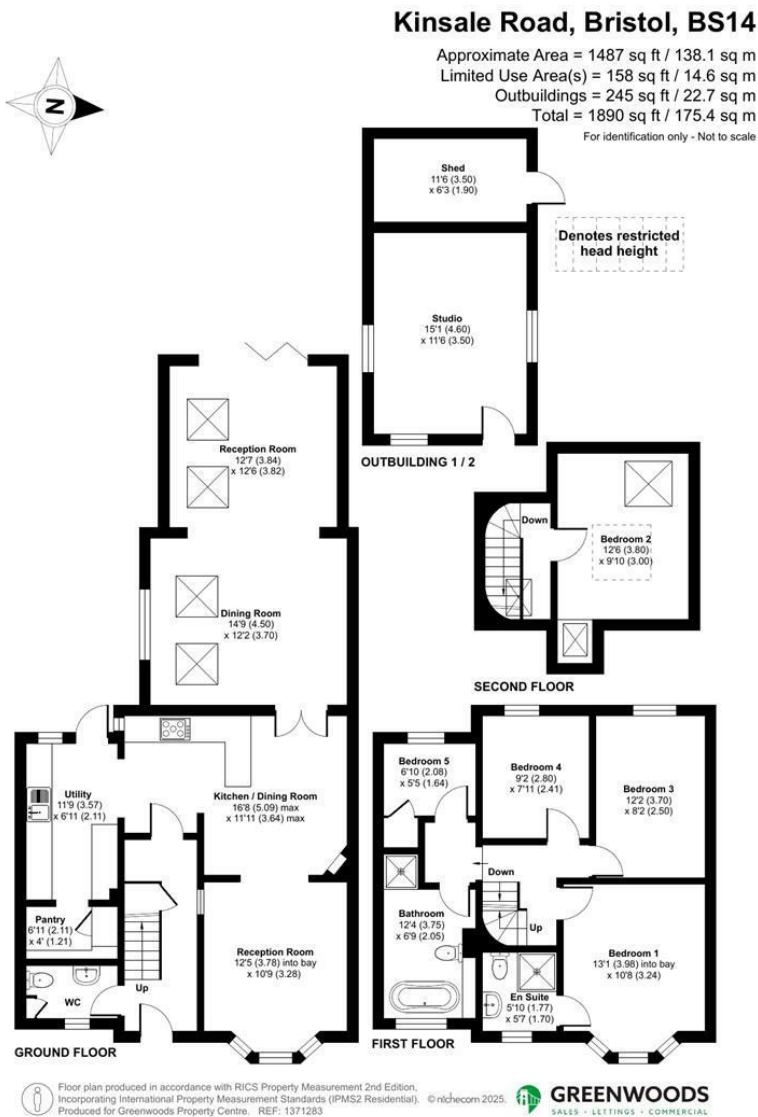 Kinsale Road, Bristol, BS14
Approximate Area = 1487 sq ft / 138.1 sq m
Limited Use Area(s) = 158 sq ft / 14.6 sq m
Outbuildings = 245 sq ft / 22.7 sq m
Total = 1890 sq ft / 175.4 sq m
For identification only - Not to scale
N
Shed
11'6 (3.50)
x 6'3 (1.90)
Denotes restricted
head height
Studio
15'1 (4.60)
x 11'6 (3.50)
OUTBUILDING 1 / 2
Reception Room
12'7 (3.84)
x 12'6 (3.82)
Dining Room
14'9 (4.50)
x 12'2 (3.70)
Down
Bedroom 2
12'6 (3.80)
x 9'10 (3.00)
SECOND FLOOR
Utility
11'9 (3.57)
x 6'11 (2.11)
Kitchen / Dining Room
16'8 (5.09) max
x 11'11 (3.64) max
Pantry
6'11 (2.11)
x 4' (1.21)
Reception Room
12'5 (3.78) into bay
x 10'9 (3.28)
WC
Up
GROUND FLOOR
Bedroom 5
6'10 (2.08)
x 5'5 (1.64)
Bedroom 4
9'2 (2.80)
x 7'11 (2.41)
Bedroom 3
12'2 (3.70)
x 8'2 (2.50)
Down
Up
Bathroom
12'4 (3.75)
x 6'9 (2.05)
Bedroom 1
13'1 (3.98) into bay
x 10'8 (3.24)
En Suite
5'10 (1.77)
x 5'7 (1.70)
FIRST FLOOR
Floor plan produced in accordance with RICS Property Measurement 2nd Edition,
Incorporating International Property Measurement Standards (IPMS2 Residential). © nichecom 2025.
Produced for Greenwoods Property Centre. REF: 1371283
GREENWOODS
SALES - LETTINGS - COMMERCIAL